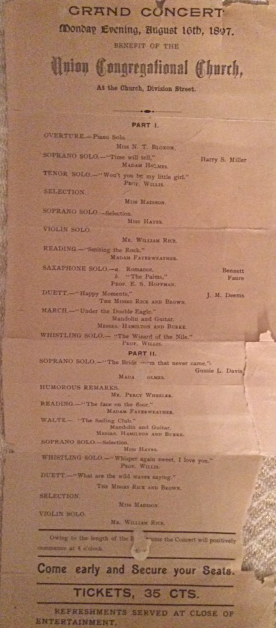 GRAND CONCERT
Monday Evening, August 16th, 1897.
BENEFIT OF THE
Union Congregational Church,
At the Church, Division Street.
PART I.
OVERTURE.—Piano Solo.
Miss N. T.
SOPRANO SOLO.—"Time will tell," Harry S. Miller
Madam Holmes.
TENOR SOLO.—"Won't you be my little girl."
Prof. Willis.
SELECTION
Miss Madison.
SOPRANO SOLO.—Selection.
Miss Hayes.
VIOLIN SOLO.
Mr. William Rice.
READING.—"Smiting the Rock."
Madam Fayerweather.
SAXAPHONE SOLO.—a. Romance, Bennett
b. "The Palms," Faure
Prof. E. B. Hoffman.
DUETT.—"Happy Moments," J. M. Deems
The Misses Rice and Brown.
MARCH.—"Under the Double Eagle."
Mandolin and Guitar.
Messrs. Hamilton and Burke.
WHISTLING SOLO.—"The Wizard of the Nile."
Prof. Willis.
PART II.
SOPRANO SOLO.—"The Bride that never came", Gussie L. Davis
HUMOROUS REMARKS.
Mr. Percy Wheeler.
READING.—"The face on the floor."
Madam Fayerweather.
WALTZ.—"The Club."
Mandolin and Guitar.
Messrs. Hamilton and Burke.
SOPRANO SOLO.—Selection.
Miss Hayes.
WHISTLING SOLO.—"Whisper again sweet, I love you."
Prof. Willis.
DUETT.—"What are the wild waves saying."
The Misses Rice and Brown.
SELECTION.
Miss Madison.
VIOLIN SOLO.
Mr. William Rice.
Owing to the length of the the Concert will positively
commence at 8 o'clock.
Come early and Secure your Seats.
TICKETS, 35 CTS.
REFRESHMENTS SERVED AT CLOSE OF
ENTERTAINMENT.